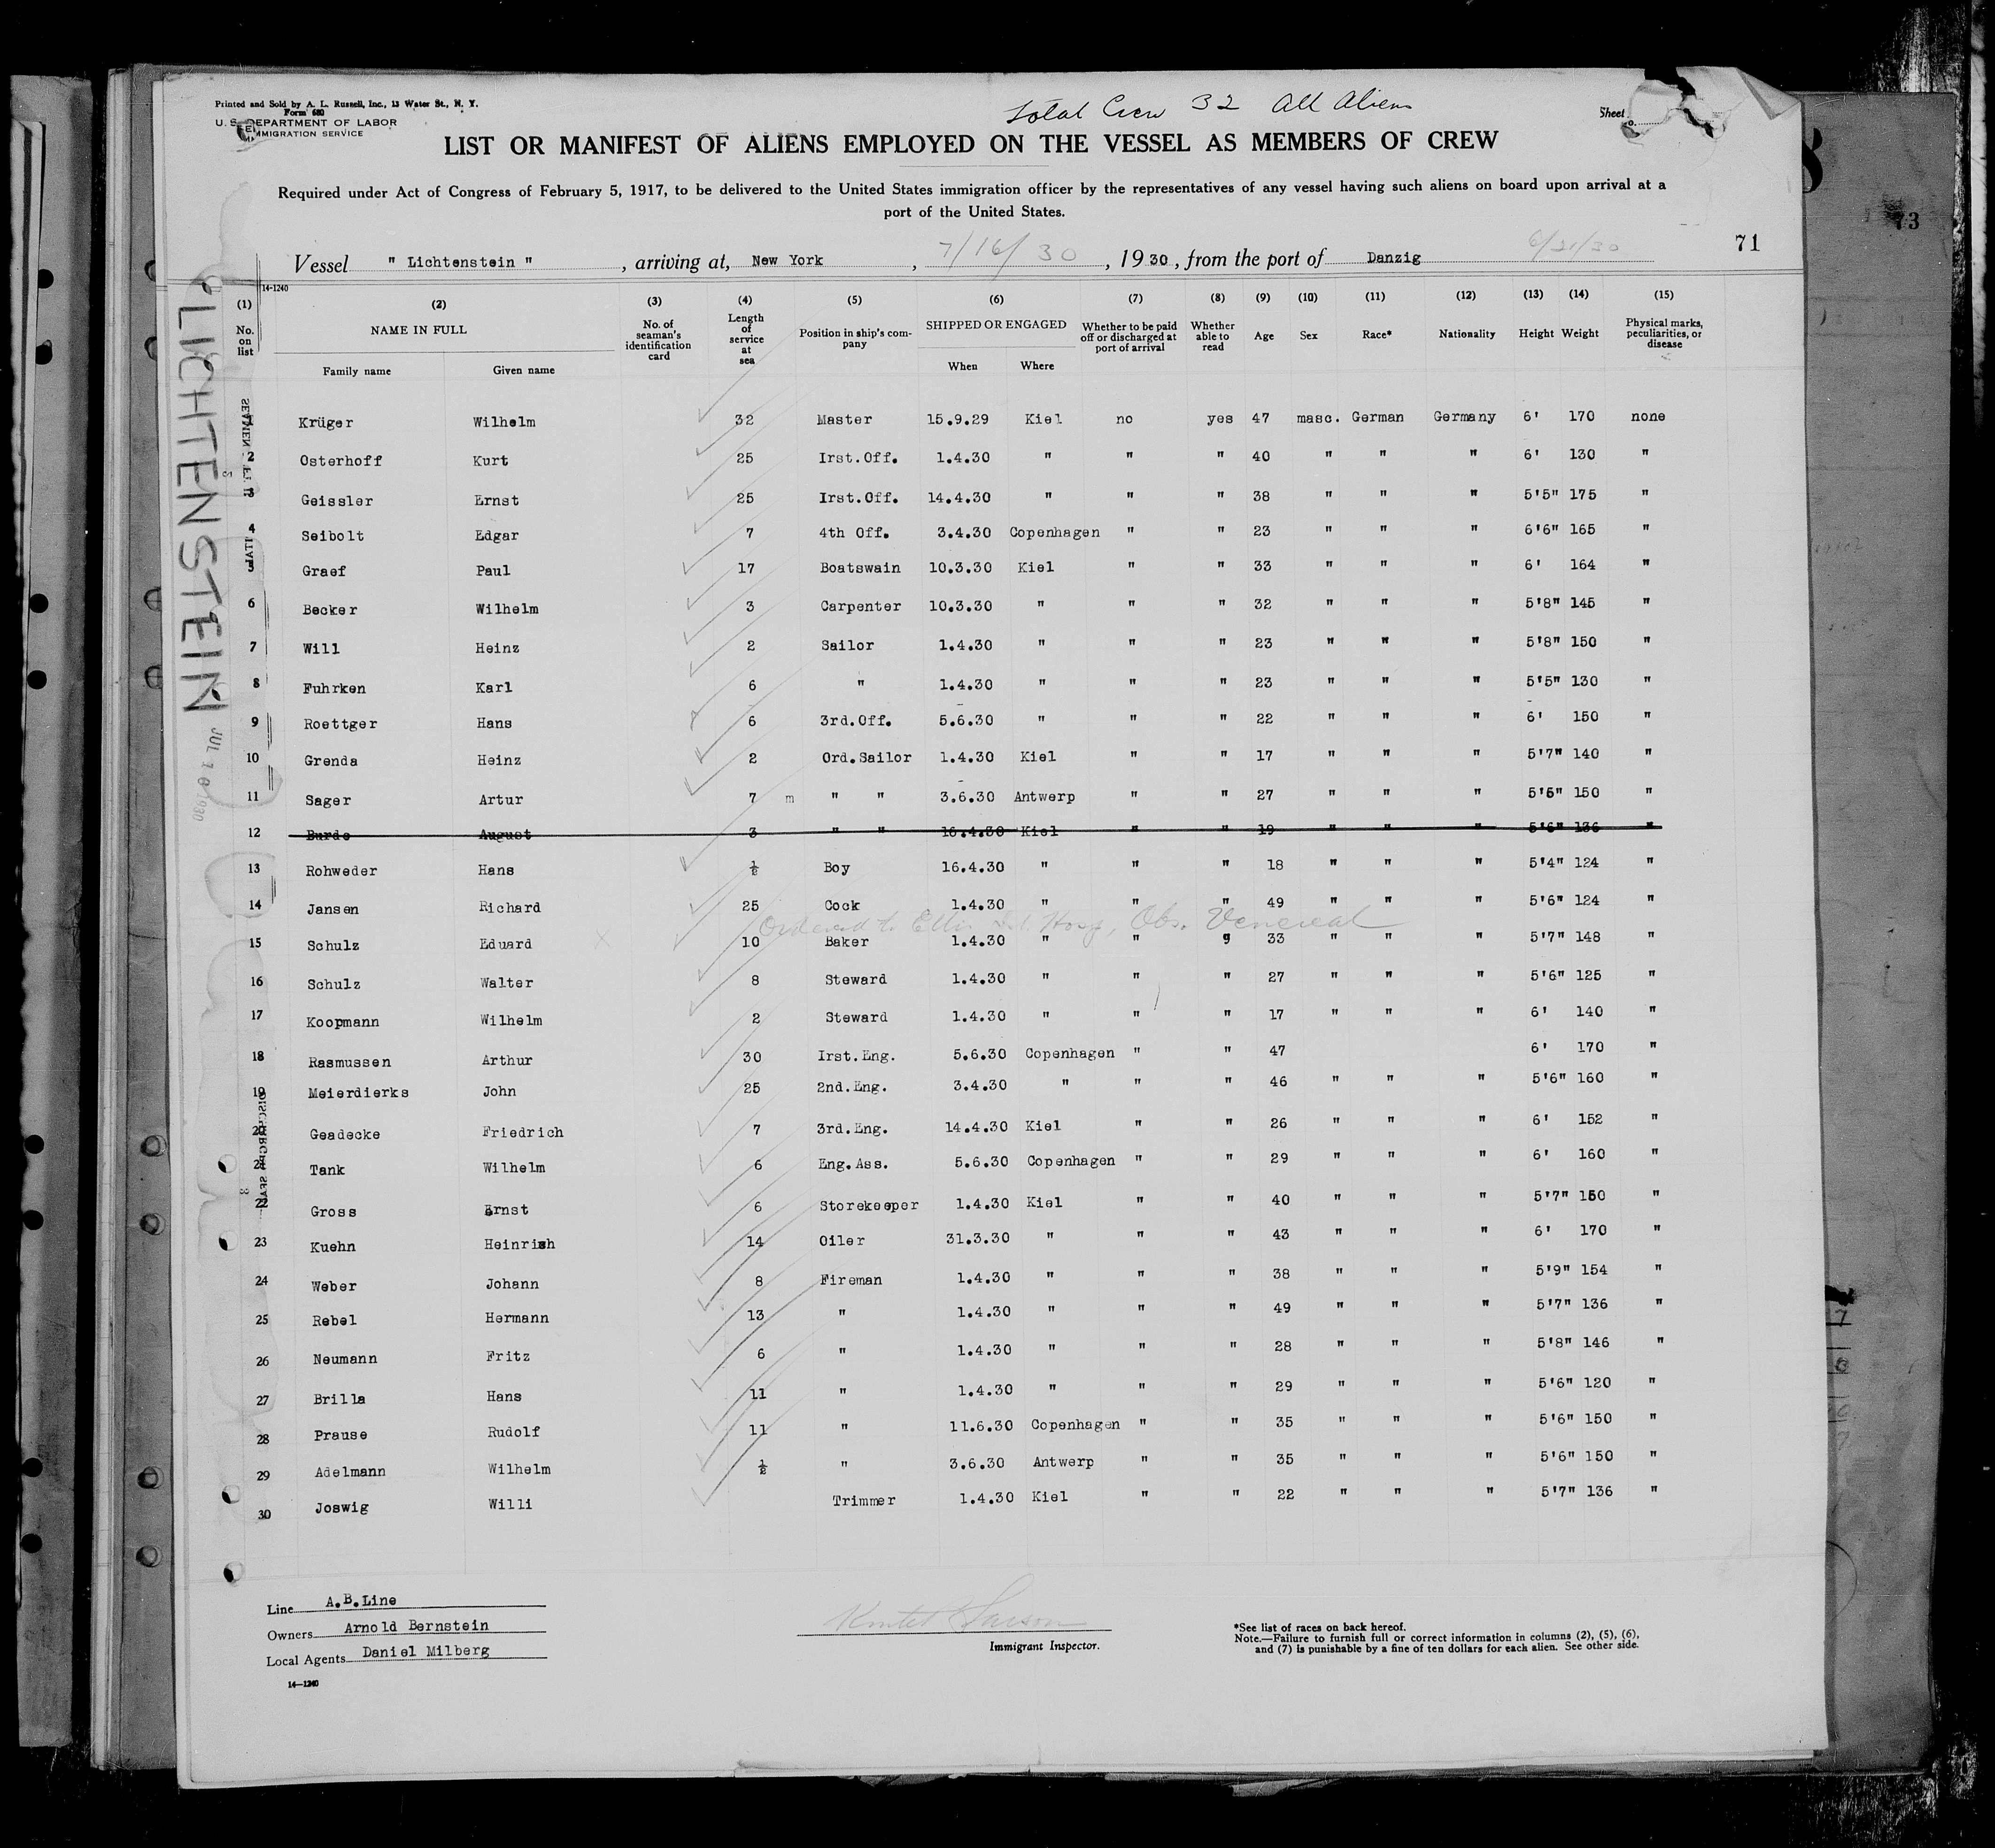 Printed and Sold by A. L. Russell, Inc., 13 Water St., N. Y.
Form 680
U. S. DEPARTMENT OF LABOR
IMMIGRATION SERVICE
Total Crew 32 All Aliens
Sheet
LIST OR MANIFEST OF ALIENS EMPLOYED ON THE VESSEL AS MEMBERS OF CREW
Required under Act of Congress of February 5, 1917, to be delivered to the United States immigration officer by the representatives of any vessel having such aliens on board upon arrival at a
port of the United States.
Vessel " Lichtenstein ", arriving at, New York, 7/16/30, 1930, from the port of Danzig 6/21/30 71
14-1240
(1) (2) (3) (4) (5) (6) (7) (8) (9) (10) (11) (12) (13) (14) (15)
No. on list NAME IN FULL No. of seaman's identification card Length of service at sea Position in ship's company SHIPPED OR ENGAGED Whether to be paid off or discharged at port of arrival Whether able to read Age Sex Race* Nationality Height Weight Physical marks, peculiarities, or disease
Family name Given name When Where
Krüger Wilhelm 32 Master 15.9.29 Kiel no yes 47 masc. German Germany 6' 170 none
2 Osterhoff Kurt 25 Irst.Off. 1.4.30 " " " 40 " " " 6' 130 "
3 Geissler Ernst 25 Irst.Off. 14.4.30 " " " 38 " " " 5'5" 175 "
4 Seibolt Edgar 7 4th Off. 3.4.30 Copenhagen " " 23 " " " 6'6" 165 "
5 Graef Paul 17 Boatswain 10.3.30 Kiel " " 33 " " " 6' 164 "
6 Becker Wilhelm 3 Carpenter 10.3.30 " " " 32 " " " 5'8" 145 "
7 Will Heinz 2 Sailor 1.4.30 " " " 23 " " " 5'8" 150 "
8 Fuhrken Karl 6 " 1.4.30 " " " 23 " " " 5'5" 130 "
9 Roettger Hans 6 3rd.Off. 5.6.30 " " " 22 " " " 6' 150 "
10 Grenda Heinz 2 Ord.Sailor 1.4.30 Kiel " " 17 " " " 5'7" 140 "
11 Sager Artur 7 m " " 3.6.30 Antwerp " " 27 " " " 5'6" 150 "
12 Burde August 3 " " 16.4.30 Kiel " " 19 " " " 5'6" 136 "
13 Rohweder Hans ½ Boy 16.4.30 " " " 18 " " " 5'4" 124 "
14 Jansen Richard 25 Cock 1.4.30 " " " 49 " " " 5'6" 124 "
Ordered to Ellis Isl. Hosp, Obs. Venereal
15 Schulz Eduard x 10 Baker 1.4.30 " " 9 33 " " " 5'7" 148 "
16 Schulz Walter 8 Steward 1.4.30 " " " 27 " " " 5'6" 125 "
17 Koopmann Wilhelm 2 Steward 1.4.30 " " " 17 " " " 6' 140 "
18 Rasmussen Arthur 30 Irst.Eng. 5.6.30 Copenhagen " " 47 6' 170 "
19 Meierdierks John 25 2nd.Eng. 3.4.30 " " " 46 " " " 5'6" 160 "
20 Geadecke Friedrich 7 3rd.Eng. 14.4.30 Kiel " " 26 " " " 6' 152 "
21 Tank Wilhelm 6 Eng.Ass. 5.6.30 Copenhagen " " 29 " " " 6' 160 "
22 Gross Ernst 6 Storekeeper 1.4.30 Kiel " " 40 " " " 5'7" 150 "
23 Kuehn Heinrish 14 Oiler 31.3.30 " " " 43 " " " 6' 170 "
24 Weber Johann 8 Fireman 1.4.30 " " " 38 " " " 5'9" 154 "
25 Rebel Hermann 13 " 1.4.30 " " " 49 " " " 5'7" 136 "
26 Neumann Fritz 6 " 1.4.30 " " " 28 " " " 5'8" 146 "
27 Brilla Hans 11 " 1.4.30 " " " 29 " " " 5'6" 120 "
28 Prause Rudolf 11 " 11.6.30 Copenhagen " " 35 " " " 5'6" 150 "
29 Adelmann Wilhelm ½ " 3.6.30 Antwerp " " 35 " " " 5'6" 150 "
30 Joswig Willi Trimmer 1.4.30 Kiel " " 22 " " " 5'7" 136 "
LICHTENSTEIN
JUL 16 1930
73
Line A.B.Line
Owners Arnold Bernstein
Local Agents Daniel Milberg
14—1240
Immigrant Inspector.
*See list of races on back hereof.
Note.—Failure to furnish full or correct information in columns (2), (5), (6),
and (7) is punishable by a fine of ten dollars for each alien. See other side.